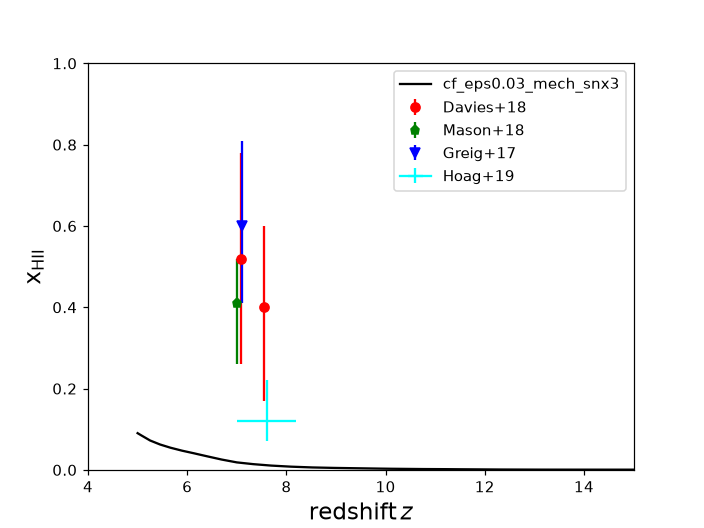 1.0
0.8
0.6
0.4
0.2
0.0
xHII
4 6 8 10 12 14
redshift z
cf_eps0.03_mech_snx3
Davies+18
Mason+18
Greig+17
Hoag+19